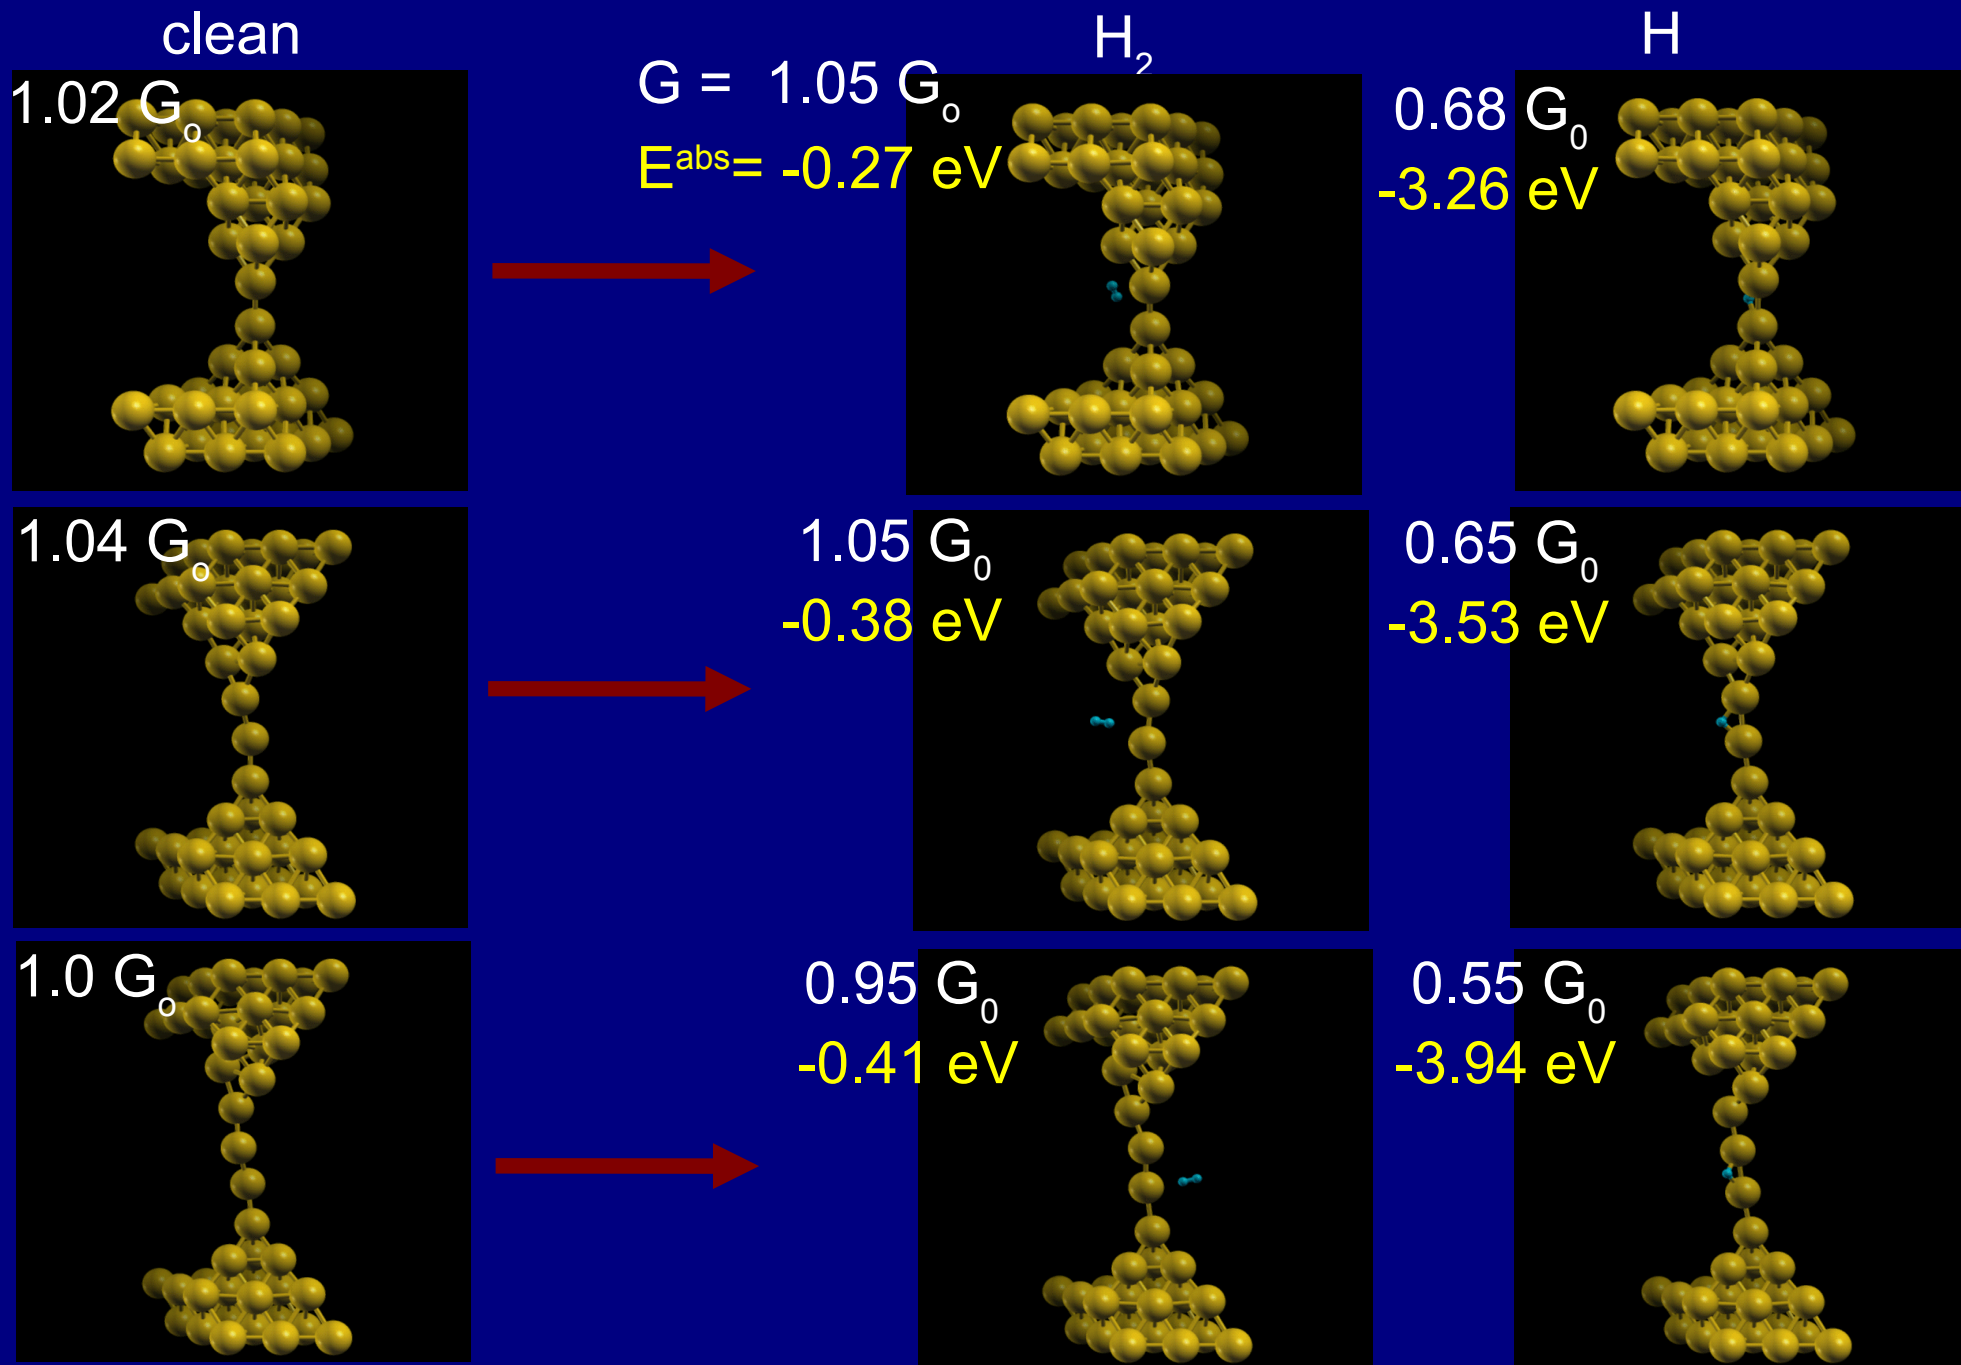 clean
H₂
H
1.02 Gₒ
G = 1.05 Gₒ
Eᵃᵇˢ= -0.27 eV
0.68 G₀
-3.26 eV
1.04 Gₒ
1.05 G₀
-0.38 eV
0.65 G₀
-3.53 eV
1.0 Gₒ
0.95 G₀
-0.41 eV
0.55 G₀
-3.94 eV